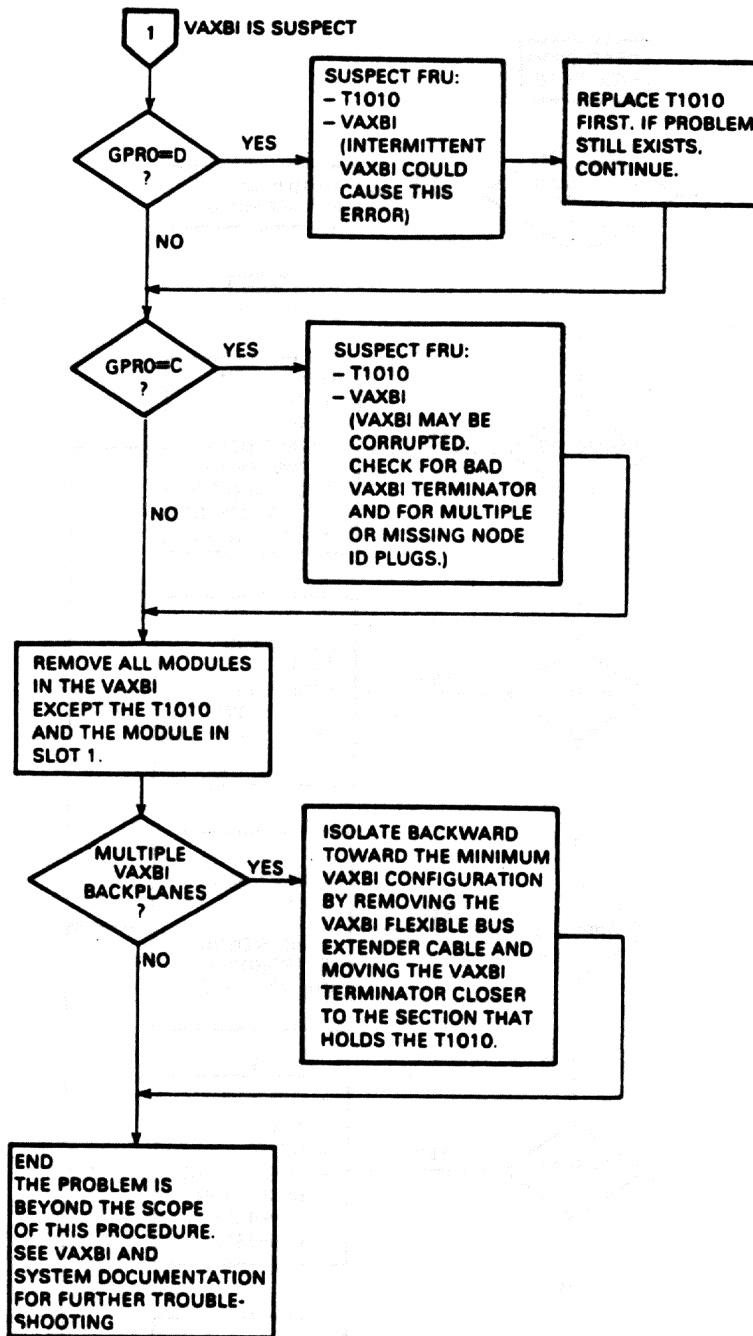 1
VAXBI IS SUSPECT
GPR0=D
?
YES
NO
SUSPECT FRU:
– T1010
– VAXBI
(INTERMITTENT
VAXBI COULD
CAUSE THIS
ERROR)
REPLACE T1010
FIRST. IF PROBLEM
STILL EXISTS,
CONTINUE.
GPR0=C
?
YES
NO
SUSPECT FRU:
– T1010
– VAXBI
(VAXBI MAY BE
CORRUPTED.
CHECK FOR BAD
VAXBI TERMINATOR
AND FOR MULTIPLE
OR MISSING NODE
ID PLUGS.)
REMOVE ALL MODULES
IN THE VAXBI
EXCEPT THE T1010
AND THE MODULE IN
SLOT 1.
MULTIPLE
VAXBI
BACKPLANES
?
YES
NO
ISOLATE BACKWARD
TOWARD THE MINIMUM
VAXBI CONFIGURATION
BY REMOVING THE
VAXBI FLEXIBLE BUS
EXTENDER CABLE AND
MOVING THE VAXBI
TERMINATOR CLOSER
TO THE SECTION THAT
HOLDS THE T1010.
END
THE PROBLEM IS
BEYOND THE SCOPE
OF THIS PROCEDURE.
SEE VAXBI AND
SYSTEM DOCUMENTATION
FOR FURTHER TROUBLE-
SHOOTING